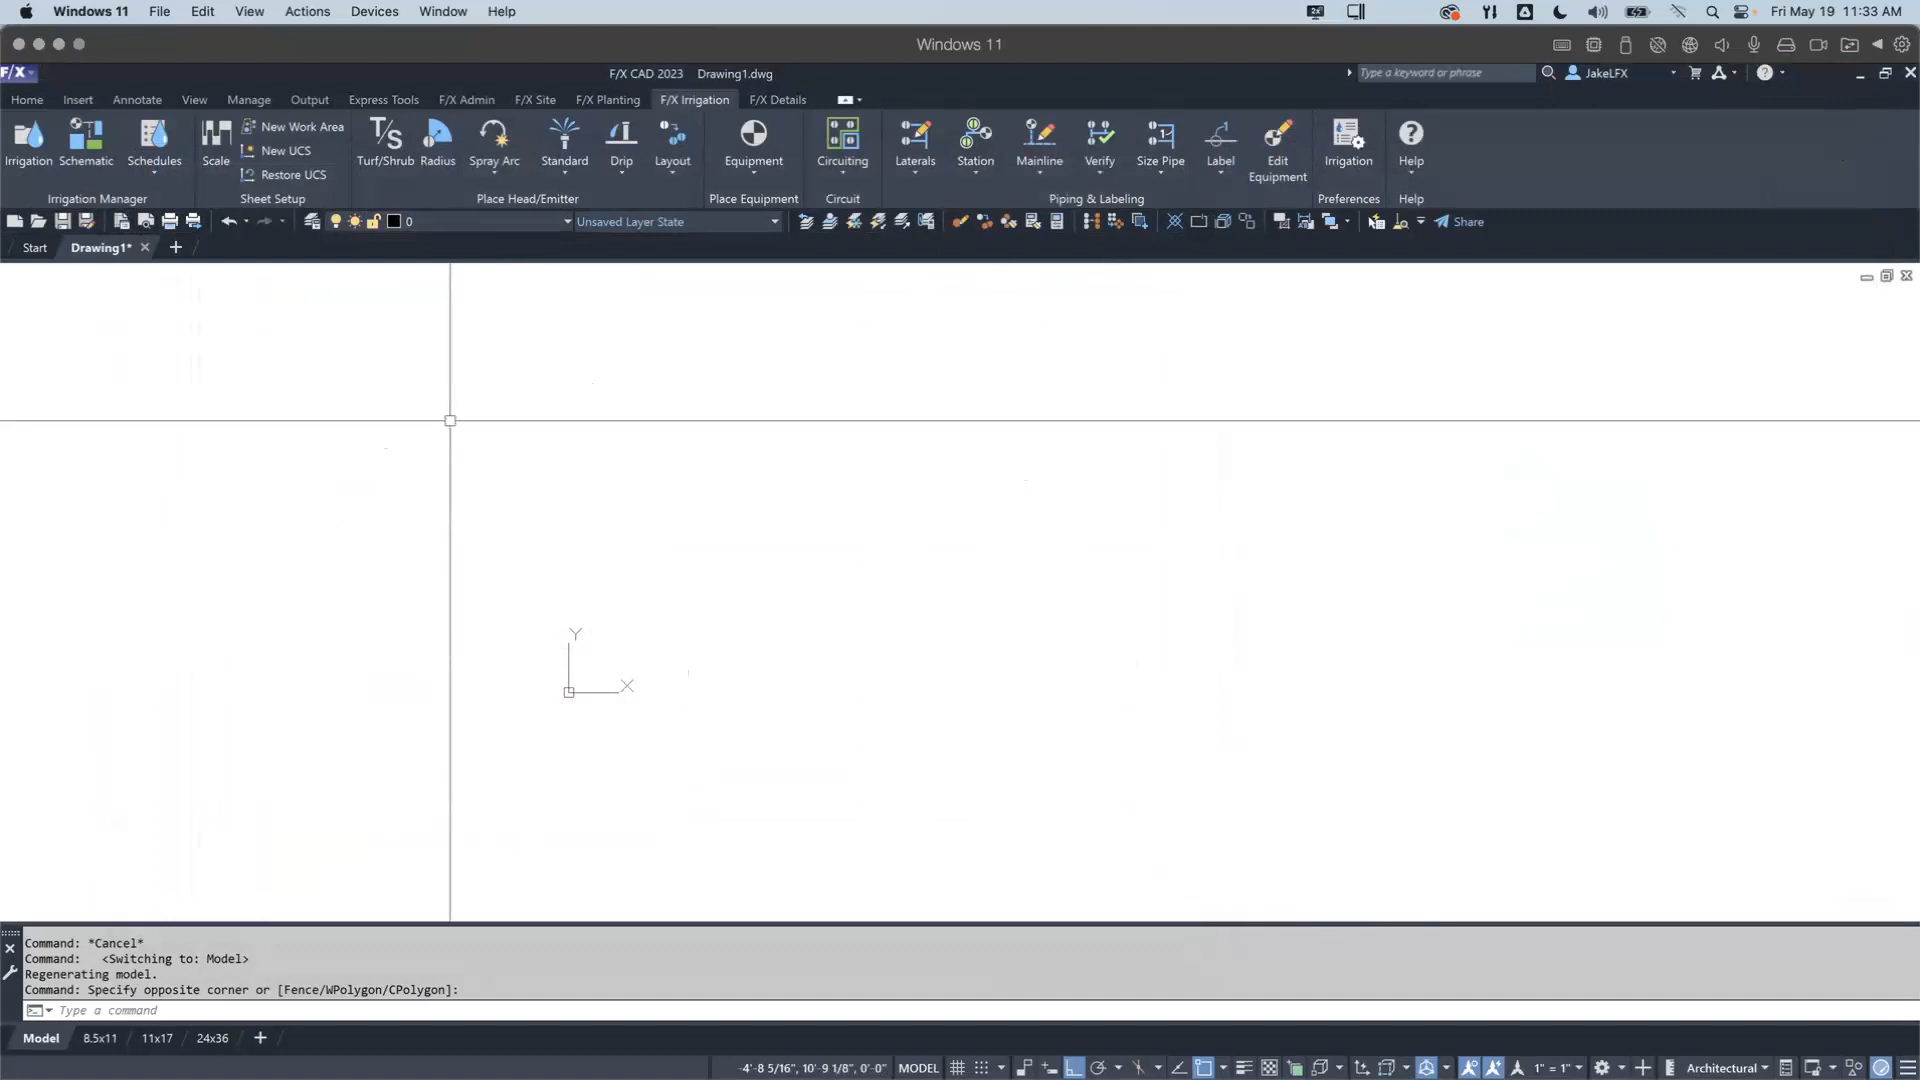 Windows 11 File Edit View Actions Devices Window Help Fri May 19 11:33 AM
Windows 11
F/X F/X CAD 2023 Drawing1.dwg Type a keyword or phrase JakeLFX
Home Insert Annotate View Manage Output Express Tools F/X Admin F/X Site F/X Planting F/X Irrigation F/X Details
New Work Area
New UCS
Restore UCS
Irrigation Schematic Schedules Scale Turf/Shrub Radius Spray Arc Standard Drip Layout Equipment Circuiting Laterals Station Mainline Verify Size Pipe Label Edit Equipment Irrigation Help
Irrigation Manager Sheet Setup Place Head/Emitter Place Equipment Circuit Piping & Labeling Preferences Help
0 Unsaved Layer State Share
Start Drawing1*
Y
X
Command: *Cancel*
Command: <Switching to: Model>
Regenerating model.
Command: Specify opposite corner or [Fence/WPolygon/CPolygon]:
Type a command
Model 8.5x11 11x17 24x36
-4'-8 5/16", 10'-9 1/8", 0'-0" MODEL 1" = 1" Architectural